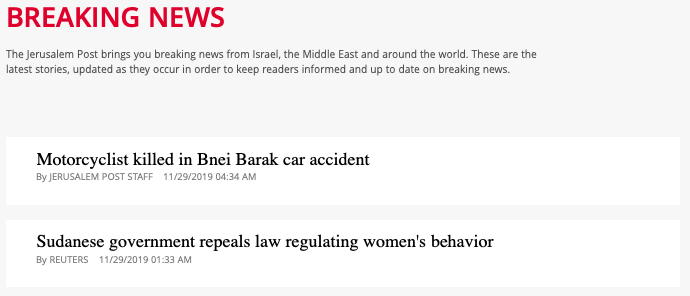 BREAKING NEWS
The Jerusalem Post brings you breaking news from Israel, the Middle East and around the world. These are the
latest stories, updated as they occur in order to keep readers informed and up to date on breaking news.
Motorcyclist killed in Bnei Barak car accident
By JERUSALEM POST STAFF 11/29/2019 04:34 AM
Sudanese government repeals law regulating women's behavior
By REUTERS 11/29/2019 01:33 AM